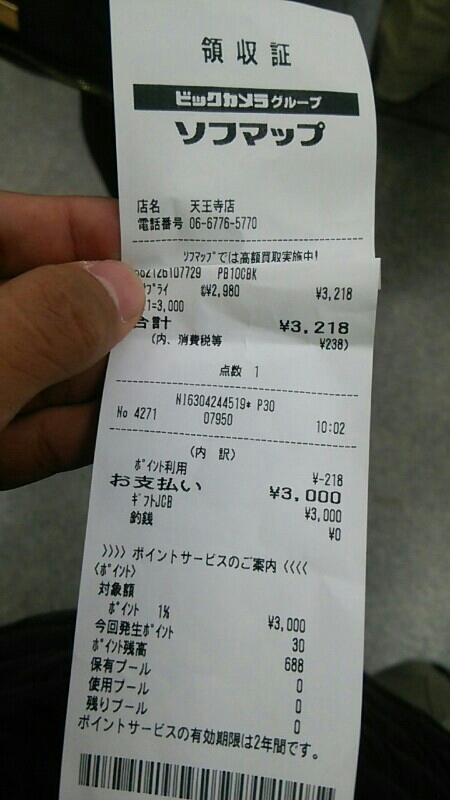 領収証
ビックカメラグループ
ソフマップ
店名 天王寺店
電話番号 06-6776-5770
ソフマップでは高額買取実施中!
2126107729 PB10CBK
プライ @¥2,980 ¥3,218
1=3,000
合計 ¥3,218
(内、消費税等 ¥238)
点数 1
NI6304244519* P30
No 4271 07950 10:02
(内 訳)
ポイント利用 ¥-218
お支払い ¥3,000
ギフトJCB ¥3,000
釣銭 ¥0
>>>> ポイントサービスのご案内 <<<<
<ポイント>
対象額 ¥3,000
ポイント 1%
今回発生ポイント 30
ポイント残高 688
保有プール 0
使用プール 0
残りプール 0
ポイントサービスの有効期限は2年間です。